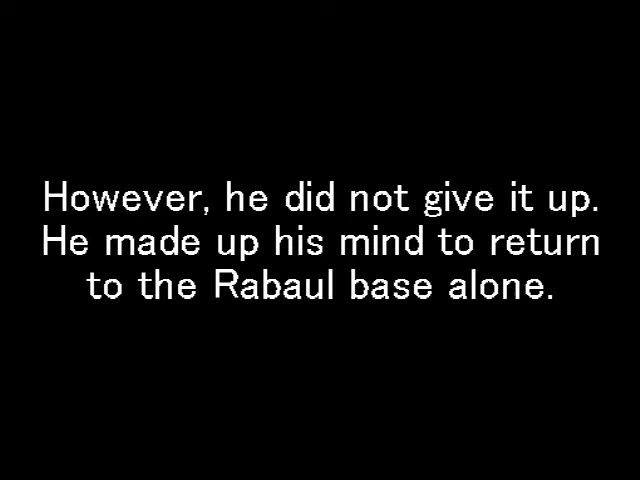 However, he did not give it up.
He made up his mind to return
to the Rabaul base alone.